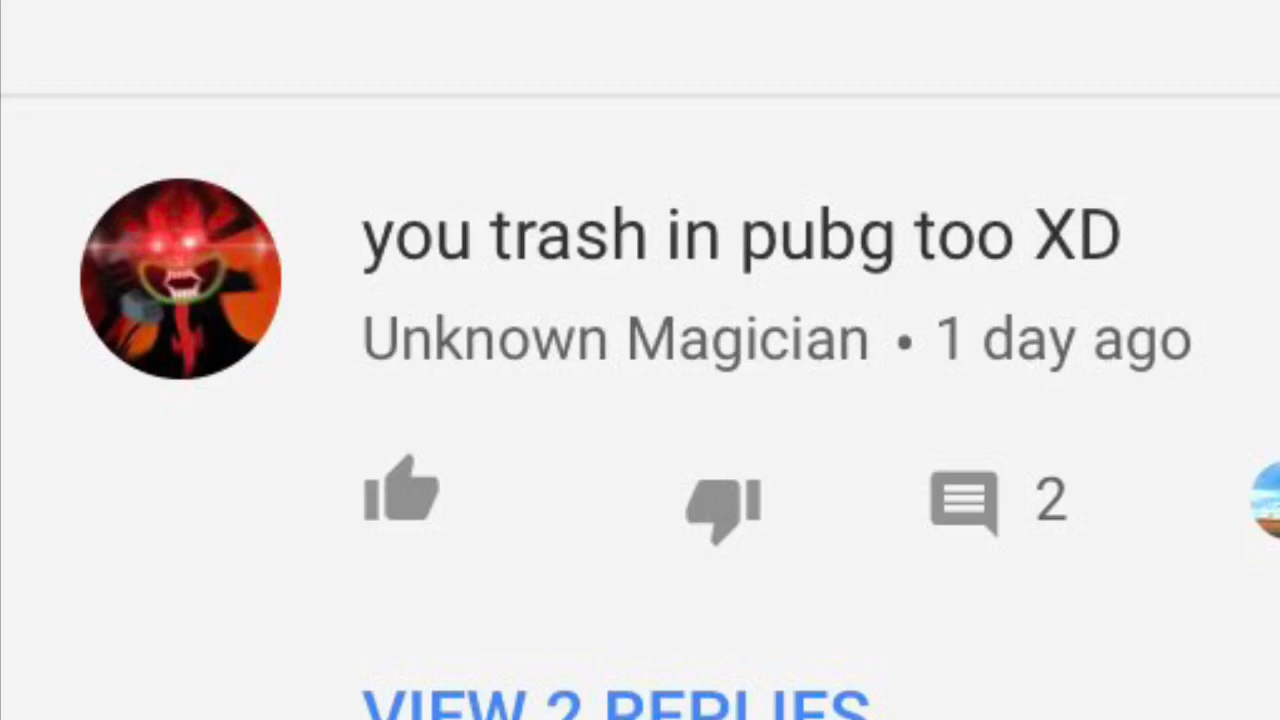 you trash in pubg too XD
Unknown Magician • 1 day ago
2
VIEW 2 REPLIES